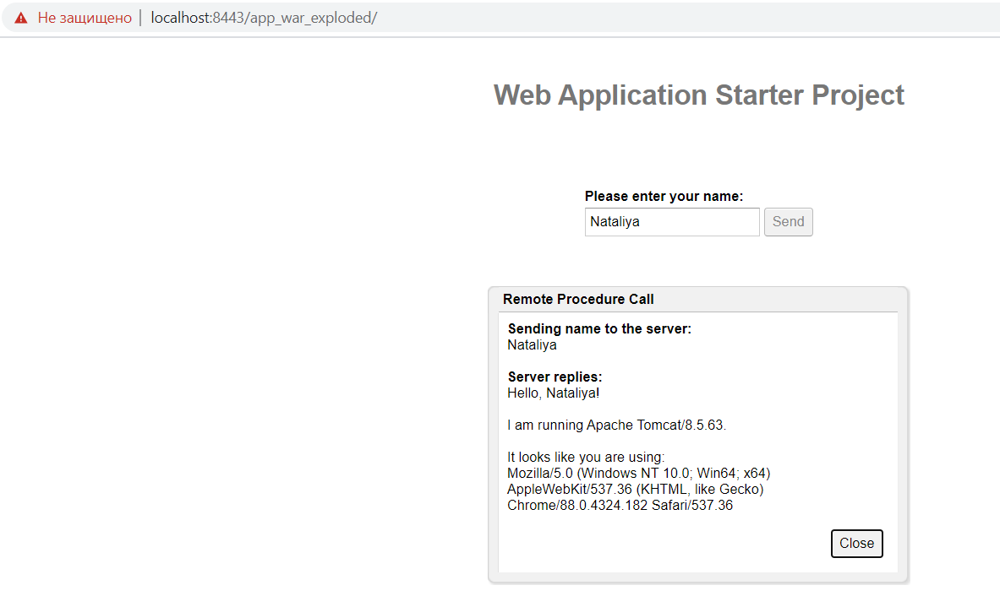 Не защищено | localhost:8443/app_war_exploded/
Web Application Starter Project
Please enter your name:
Nataliya Send
Remote Procedure Call
Sending name to the server:
Nataliya
Server replies:
Hello, Nataliya!
I am running Apache Tomcat/8.5.63.
It looks like you are using:
Mozilla/5.0 (Windows NT 10.0; Win64; x64)
AppleWebKit/537.36 (KHTML, like Gecko)
Chrome/88.0.4324.182 Safari/537.36
Close